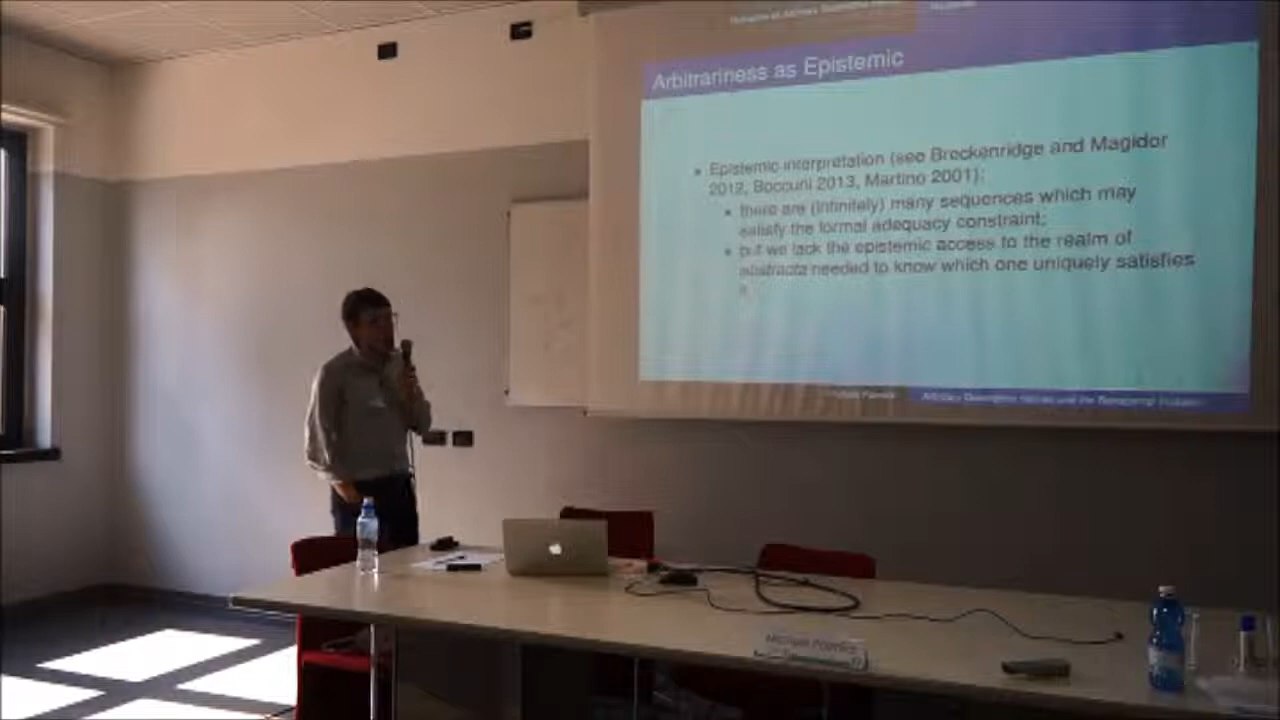 Arbitrariness as Epistemic
Epistemic interpretation (see Breckenridge and Magidor
2012, Boccuni 2013, Martino 2001):
there are (infinitely) many sequences which may
satisfy the formal adequacy constraint;
but we lack the epistemic access to the realm of
abstracta needed to know which one uniquely satisfies
and the